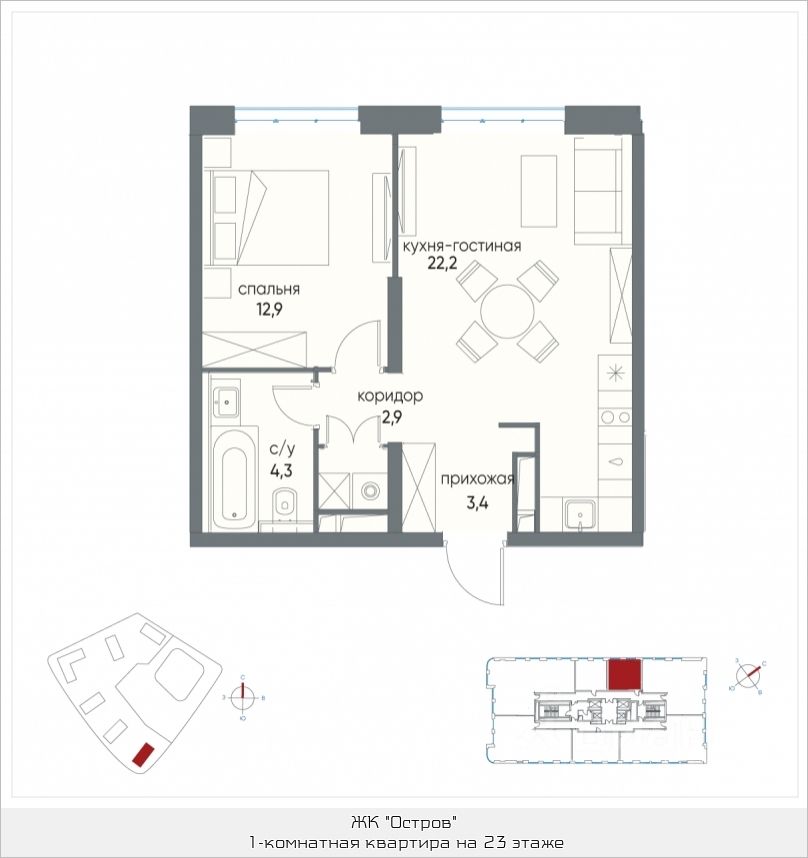 кухня-гостиная
22,2
спальня
12,9
коридор
2,9
с/у
4,3
прихожая
3,4
С
З
В
Ю
З
С
Ю
В
ЖК "Остров"
1-комнатная квартира на 23 этаже